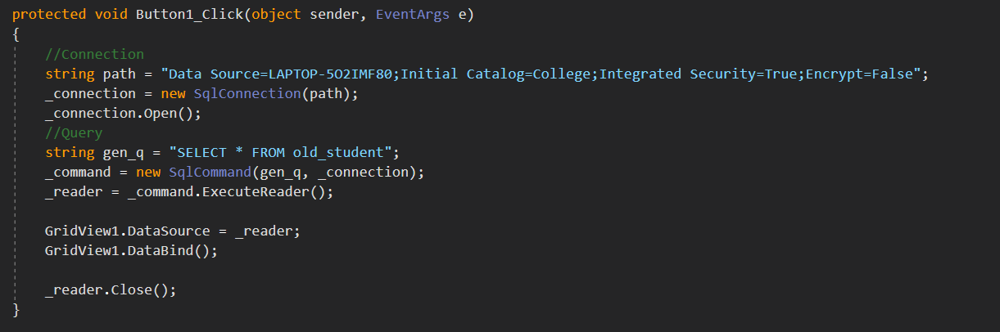 protected void Button1_Click(object sender, EventArgs e)
{
//Connection
string path = "Data Source=LAPTOP-5O2IMF80;Initial Catalog=College;Integrated Security=True;Encrypt=False";
_connection = new SqlConnection(path);
_connection.Open();
//Query
string gen_q = "SELECT * FROM old_student";
_command = new SqlCommand(gen_q, _connection);
_reader = _command.ExecuteReader();
GridView1.DataSource = _reader;
GridView1.DataBind();
_reader.Close();
}